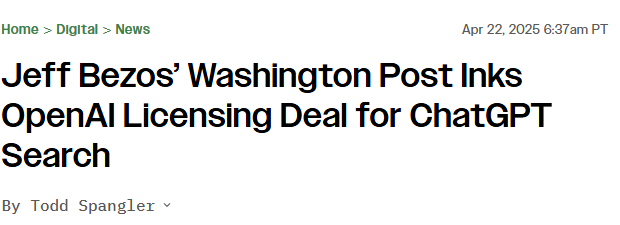 Home > Digital > News
Apr 22, 2025 6:37am PT
Jeff Bezos’ Washington Post Inks
OpenAI Licensing Deal for ChatGPT
Search
By Todd Spangler